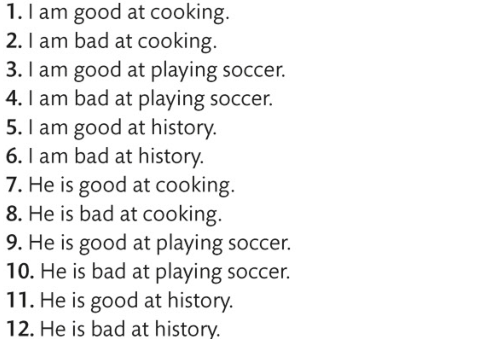 1. I am good at cooking.
2. I am bad at cooking.
3. I am good at playing soccer.
4. I am bad at playing soccer.
5. I am good at history.
6. I am bad at history.
7. He is good at cooking.
8. He is bad at cooking.
9. He is good at playing soccer.
10. He is bad at playing soccer.
11. He is good at history.
12. He is bad at history.